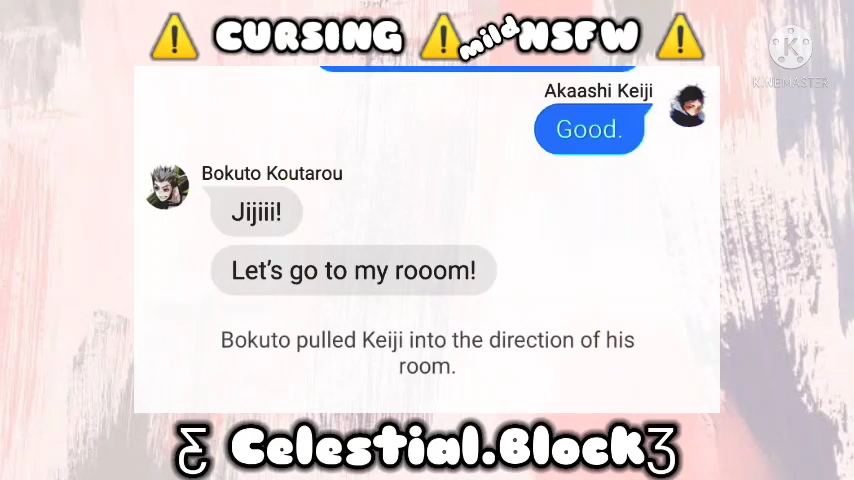 ⚠️ CURSING ⚠️ mild NSFW ⚠️
KINEMASTER
Akaashi Keiji
Good.
Bokuto Koutarou
Jijiii!
Let's go to my rooom!
Bokuto pulled Keiji into the direction of his
room.
Ƹ Celestial.BlockƷ